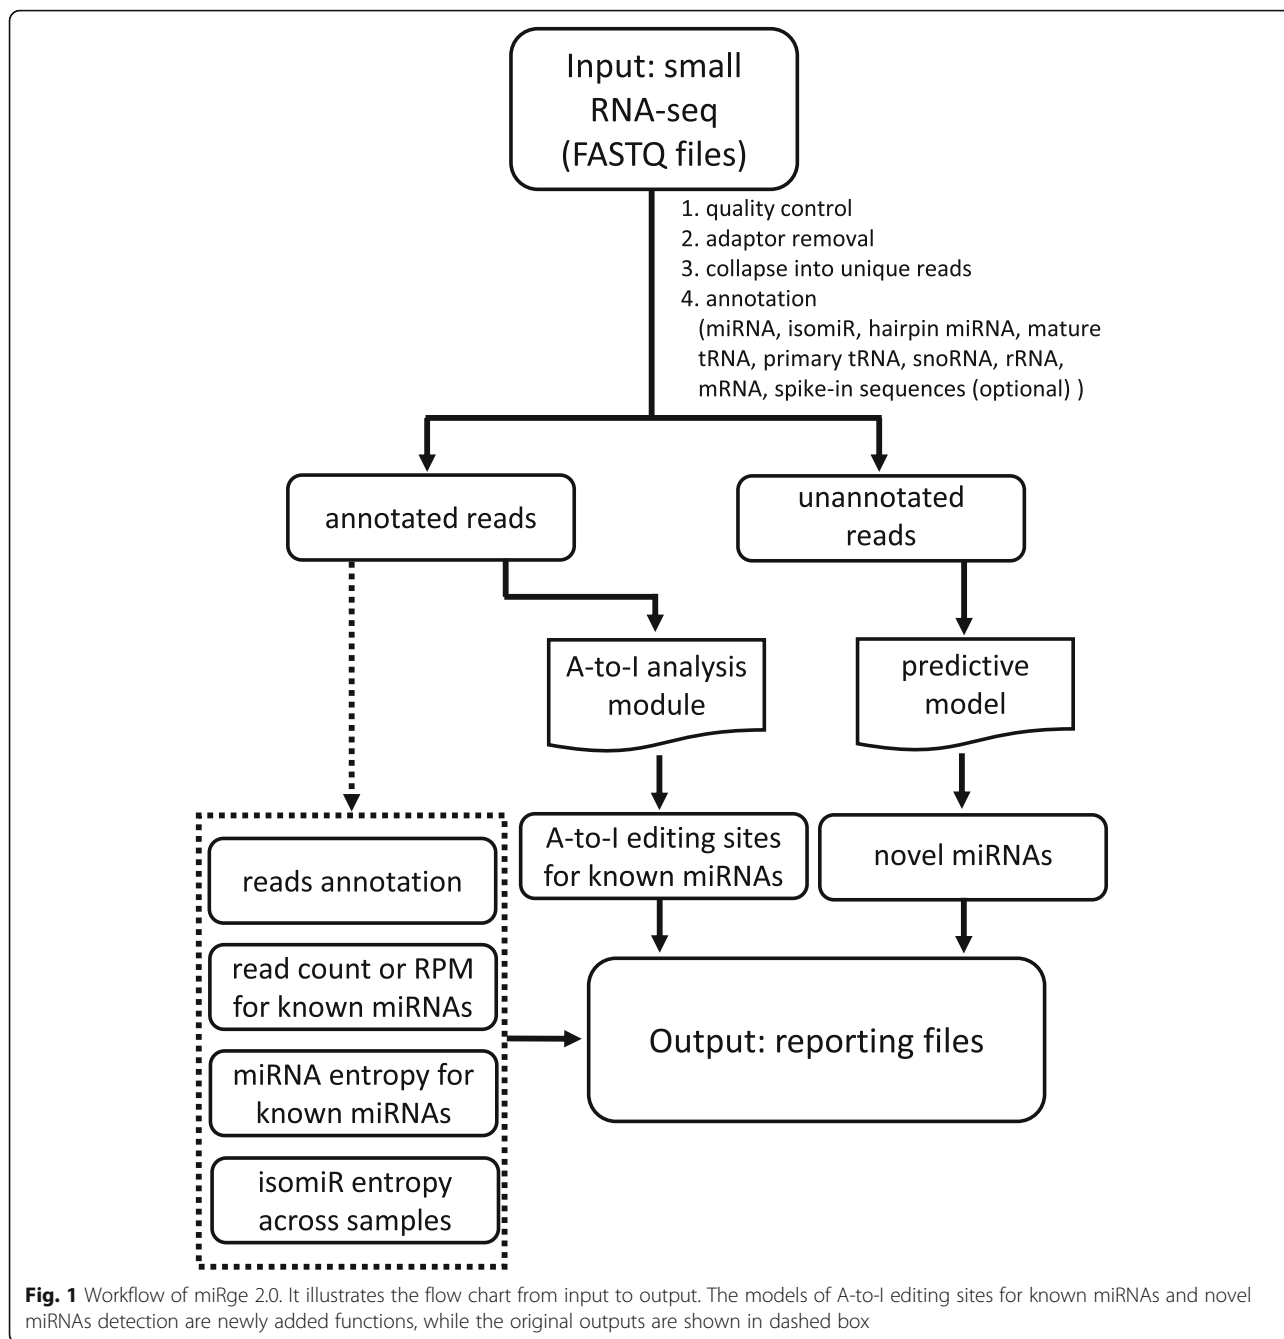 Input: small
RNA-seq
(FASTQ files)
1. quality control
2. adaptor removal
3. collapse into unique reads
4. annotation
(miRNA, isomiR, hairpin miRNA, mature
tRNA, primary tRNA, snoRNA, rRNA,
mRNA, spike-in sequences (optional) )
annotated reads
unannotated
reads
A-to-I analysis
module
predictive
model
A-to-I editing sites
for known miRNAs
novel miRNAs
reads annotation
read count or RPM
for known miRNAs
miRNA entropy for
known miRNAs
isomiR entropy
across samples
Output: reporting files
Fig. 1 Workflow of miRge 2.0. It illustrates the flow chart from input to output. The models of A-to-I editing sites for known miRNAs and novel
miRNAs detection are newly added functions, while the original outputs are shown in dashed box